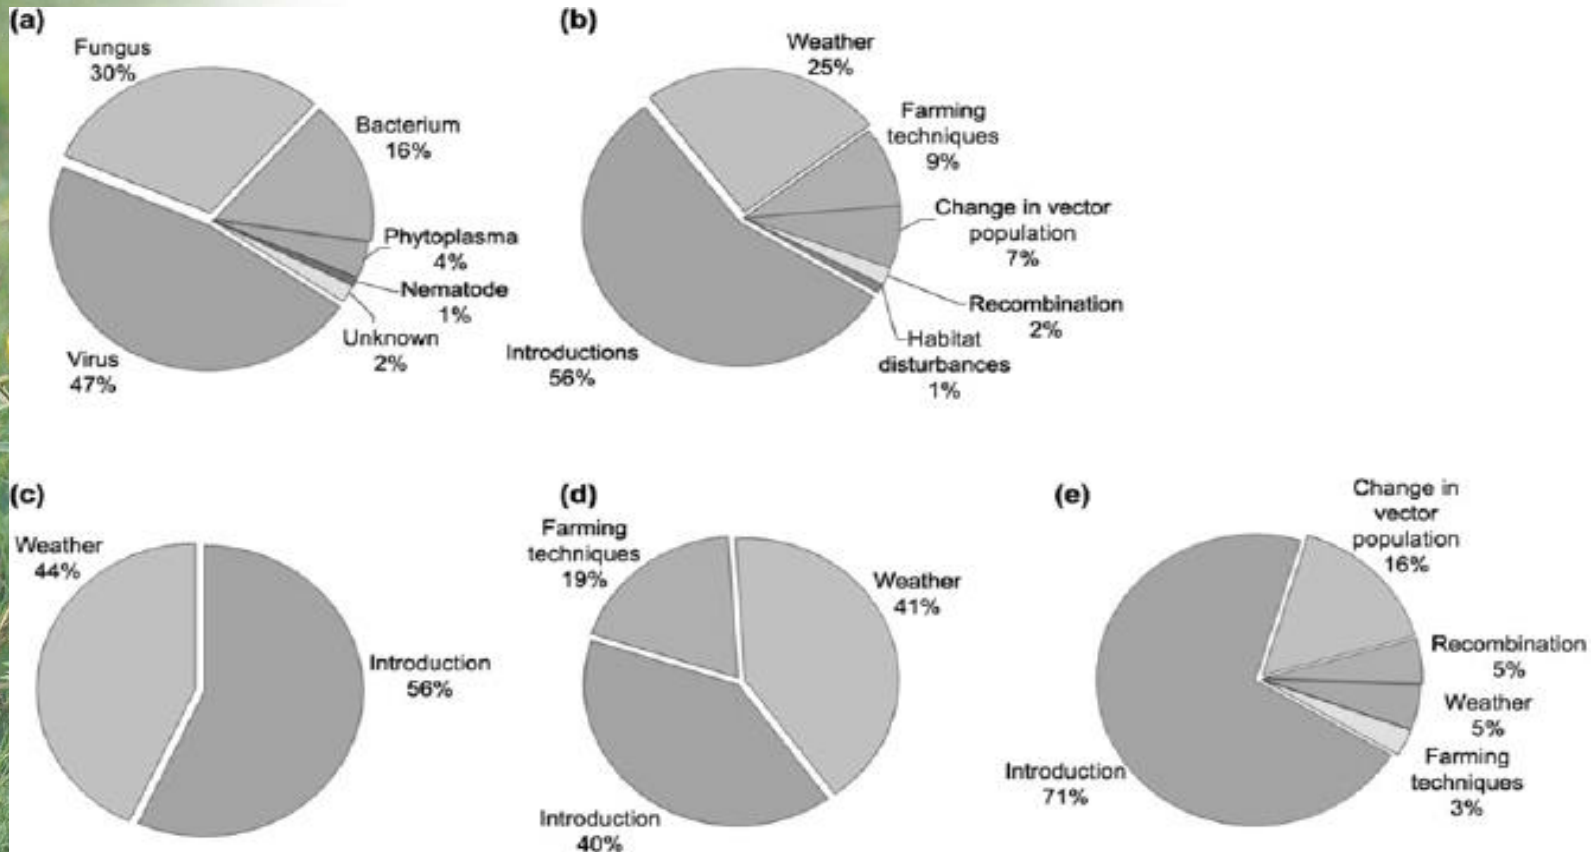 (a)
Fungus
30%
Bacterium
16%
Phytoplasma
4%
Nematode
1%
Unknown
2%
Virus
47%
(b)
Weather
25%
Farming
techniques
9%
Change in vector
population
7%
Recombination
2%
Habitat
disturbances
1%
Introductions
56%
(c)
Weather
44%
Introduction
56%
(d)
Farming
techniques
19%
Weather
41%
Introduction
40%
(e)
Change in
vector
population
16%
Recombination
5%
Weather
5%
Farming
techniques
3%
Introduction
71%